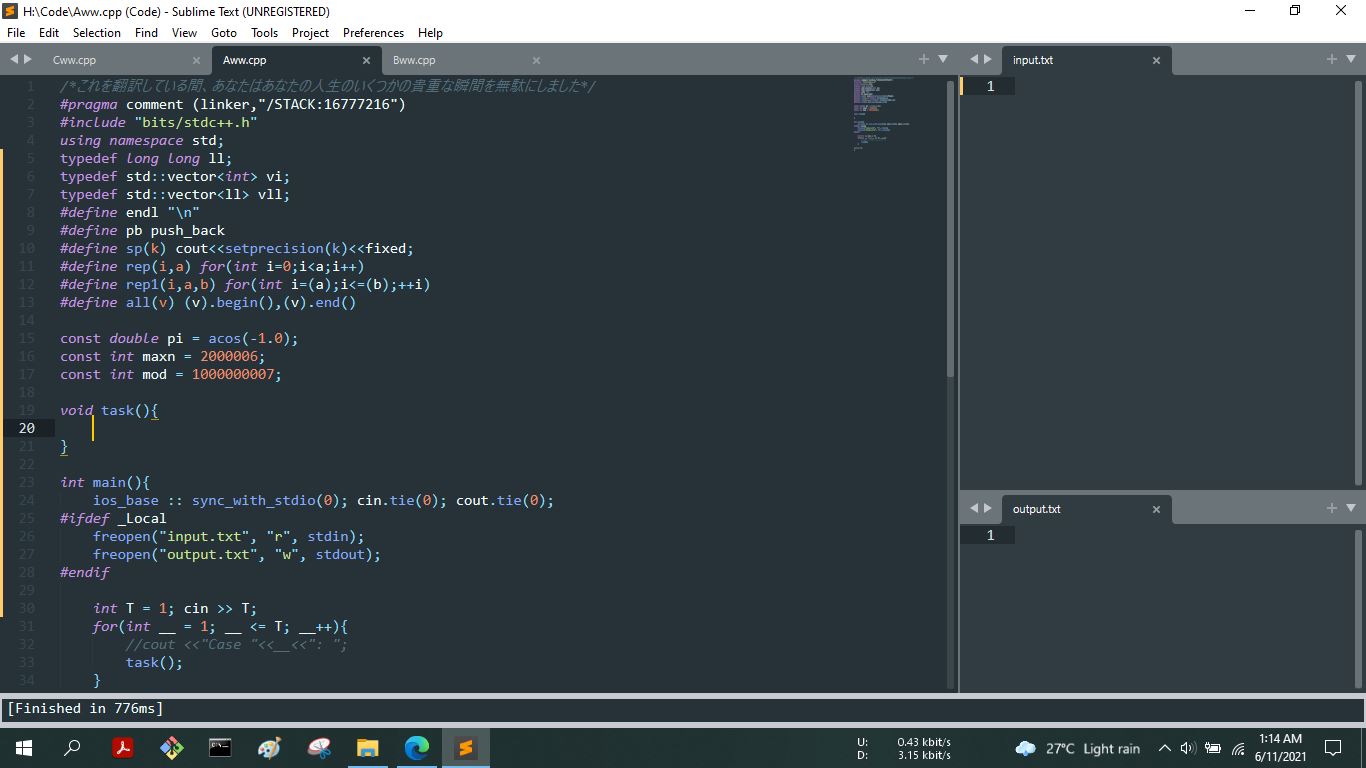 H:\Code\Aww.cpp (Code) - Sublime Text (UNREGISTERED)
File Edit Selection Find View Goto Tools Project Preferences Help
Cww.cpp Aww.cpp Bww.cpp
1 /*これを翻訳している間、あなたはあなたの人生のいくつかの貴重な瞬間を無駄にしました*/
2 #pragma comment (linker,"/STACK:16777216")
3 #include "bits/stdc++.h"
4 using namespace std;
5 typedef long long ll;
6 typedef std::vector<int> vi;
7 typedef std::vector<ll> vll;
8 #define endl "\n"
9 #define pb push_back
10 #define sp(k) cout<<setprecision(k)<<fixed;
11 #define rep(i,a) for(int i=0;i<a;i++)
12 #define rep1(i,a,b) for(int i=(a);i<=(b);++i)
13 #define all(v) (v).begin(),(v).end()
14
15 const double pi = acos(-1.0);
16 const int maxn = 2000006;
17 const int mod = 1000000007;
18
19 void task(){
20
21 }
22
23 int main(){
24 ios_base :: sync_with_stdio(0); cin.tie(0); cout.tie(0);
25 #ifdef _Local
26 freopen("input.txt", "r", stdin);
27 freopen("output.txt", "w", stdout);
28 #endif
29
30 int T = 1; cin >> T;
31 for(int __ = 1; __ <= T; __++){
32 //cout <<"Case "<<__<<": ";
33 task();
34 }
input.txt
1
output.txt
1
[Finished in 776ms]
U: 0.43 kbit/s
D: 3.15 kbit/s
27°C Light rain
1:14 AM
6/11/2021